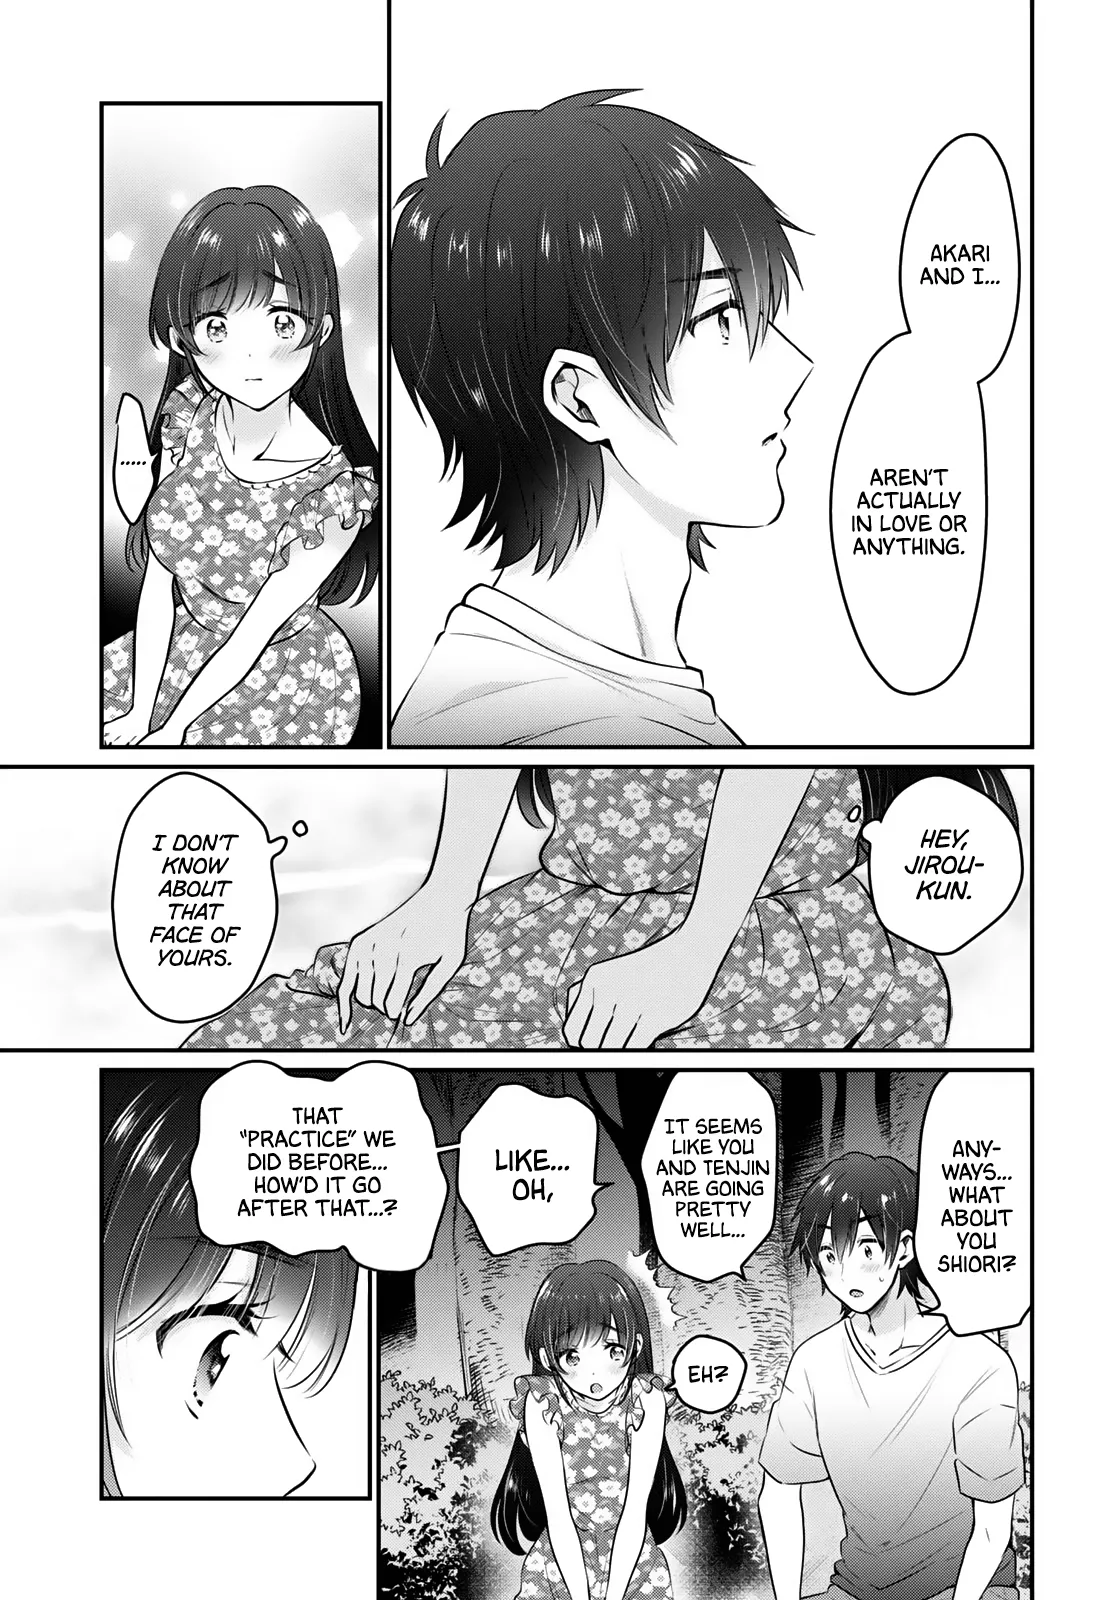 AKARI
AND I...
AREN'T
ACTUALLY
IN LOVE OR
ANYTHING.
......
HEY,
JIROU-
KUN.
I DON'T
KNOW
ABOUT
THAT
FACE OF
YOURS.
ANY-
WAYS...
WHAT
ABOUT
YOU
SHIORI?
IT SEEMS
LIKE YOU
AND TENJIN
ARE GOING
PRETTY
WELL...
EH?
LIKE...
OH,
THAT
"PRACTICE" WE
DID BEFORE...
HOW'D IT GO
AFTER THAT...?